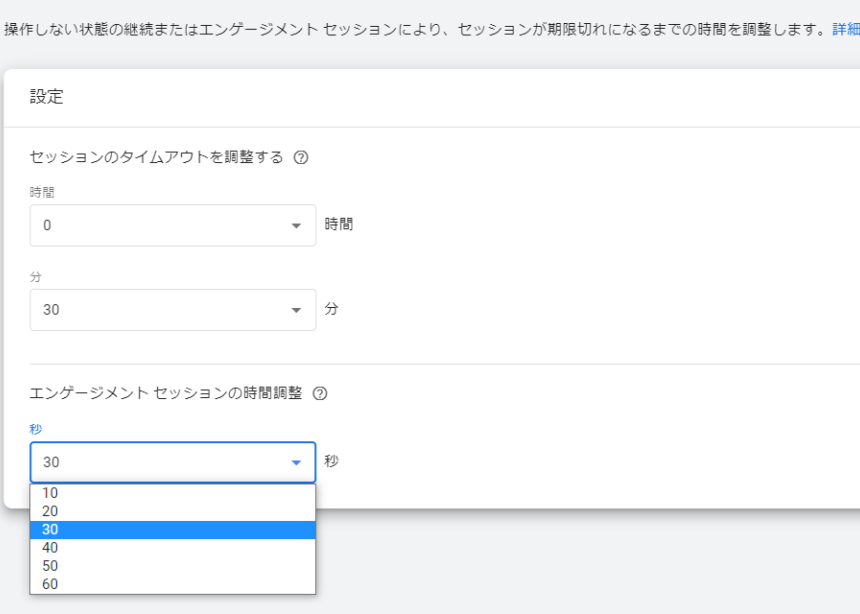 操作しない状態の継続またはエンゲージメント セッションにより、セッションが期限切れになるまでの時間を調整します。詳細
設定
セッションのタイムアウトを調整する
時間
0 時間
分
30 分
エンゲージメント セッションの時間調整
秒
30 秒
10
20
30
40
50
60